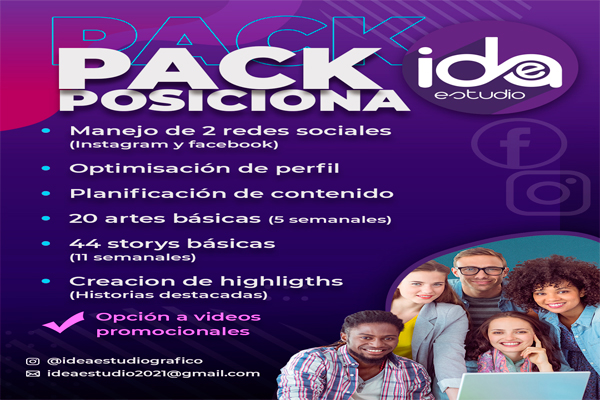 PACK
PACK
POSICIONA
idea
estudio
Manejo de 2 redes sociales
(Instagram y facebook)
Optimisación de perfil
Planificación de contenido
20 artes básicas (5 semanales)
44 storys básicas
(11 semanales)
Creacion de highligths
(Historias destacadas)
Opción a videos
promocionales
@ideaestudiografico
ideaestudio2021@gmail.com